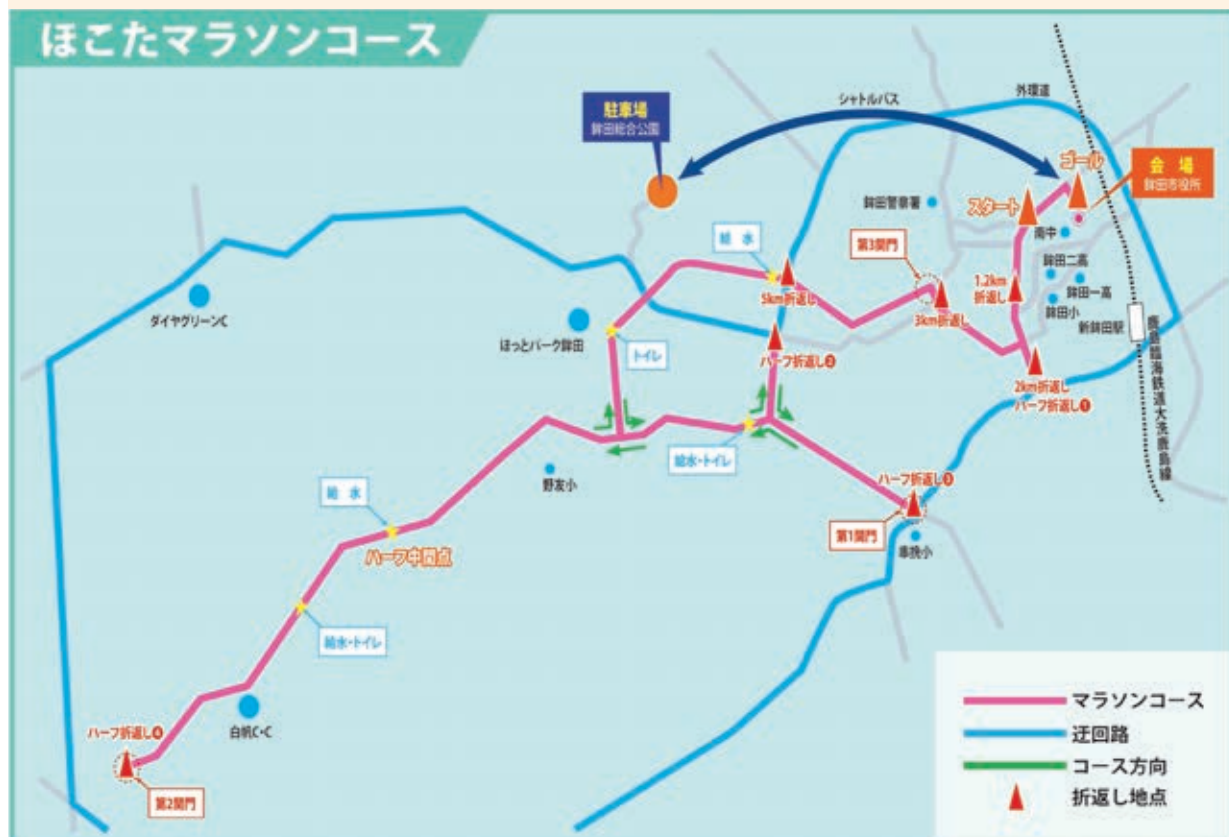 ほこたマラソンコース
駐車場
鉾田総合公園
シャトルバス
外環道
ゴール
会場
鉾田市役所
スタート
鉾田警察署
南中
給水
第3関門
鉾田二高
1.2km
折返し
鉾田一高
5km折返し
3km折返し
鉾田小
新鉾田駅
ダイヤグリーンC
ほっとパーク鉾田
トイレ
ハーフ折返し❷
2km折返し
ハーフ折返し❶
鹿島臨海鉄道大洗鹿島線
給水・トイレ
野友小
ハーフ折返し❸
給水
第1関門
ハーフ中間点
串挽小
給水・トイレ
マラソンコース
ハーフ折返し❹
白帆C・C
迂回路
コース方向
第2関門
折返し地点